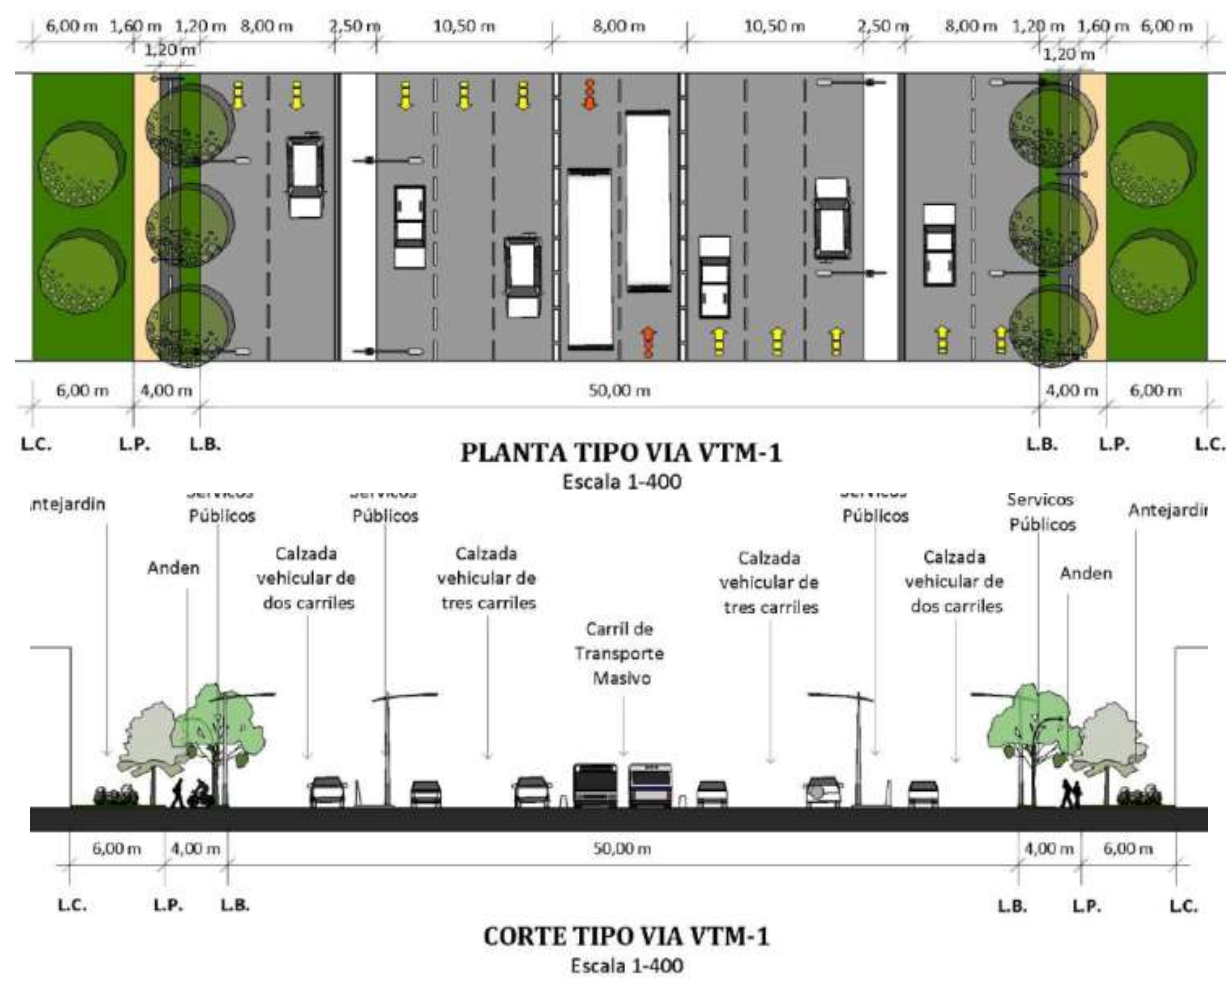 6,00 m 1,60 m 1,20 m 8,00 m 2,50 m 10,50 m 8,00 m 10,50 m 2,50 m 8,00 m 1,20 m 1,60 m 6,00 m
1,20 m 1,20 m
6,00 m 4,00 m 50,00 m 4,00 m 6,00 m
L.C. L.P. L.B. L.B. L.P. L.C.
PLANTA TIPO VIA VTM-1
Escala 1-400
ntejardin
Servicos
Públicos
Servicos
Públicos
Servicos
Públicos
Servicos
Públicos
Antejardin
Anden
Calzada
vehicular de
dos carriles
Calzada
vehicular de
tres carriles
Carril de
Transporte
Masivo
Calzada
vehicular de
tres carriles
Calzada
vehicular de
dos carriles
Anden
6,00 m 4,00 m 50,00 m 4,00 m 6,00 m
L.C. L.P. L.B. L.B. L.P. L.C.
CORTE TIPO VIA VTM-1
Escala 1-400